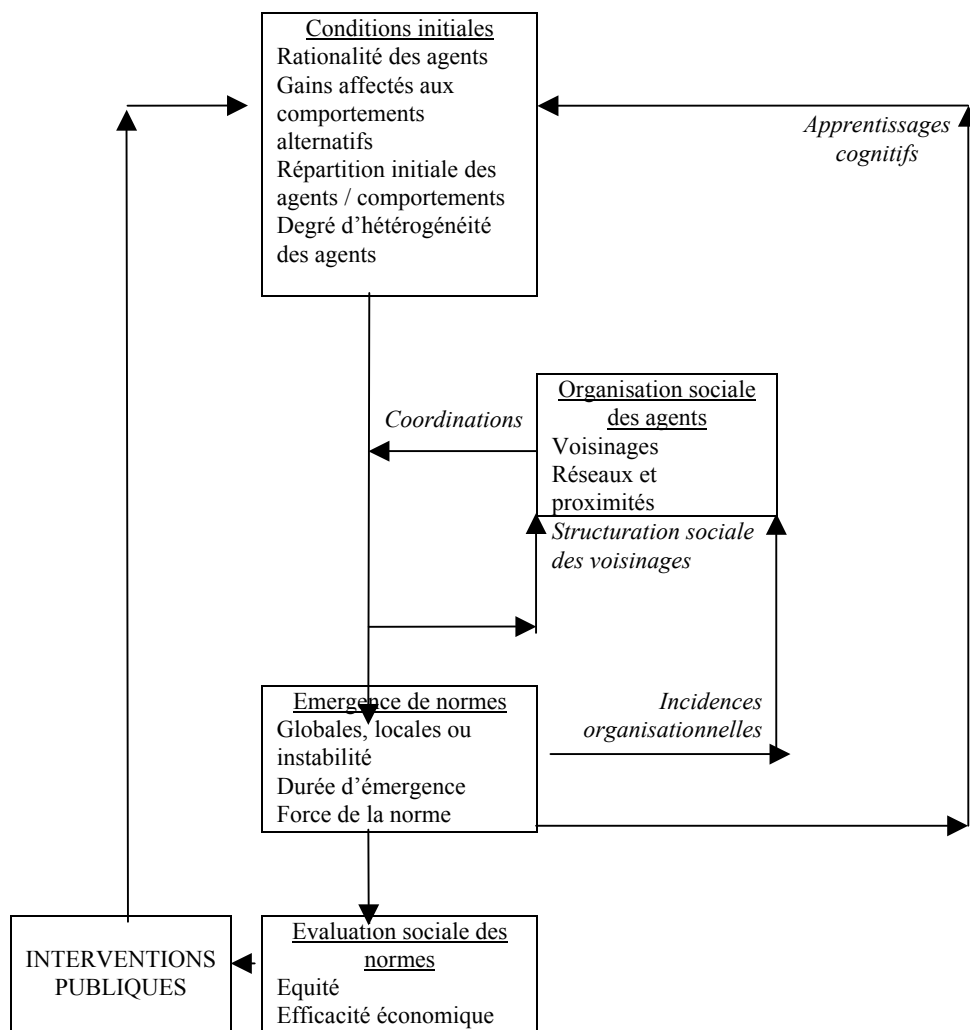 Conditions initiales
Rationalité des agents
Gains affectés aux
comportements
alternatifs
Répartition initiale des
agents / comportements
Degré d’hétérogénéité
des agents
Apprentissages
cognitifs
Organisation sociale
des agents
Voisinages
Réseaux et
proximités
Coordinations
Structuration sociale
des voisinages
Emergence de normes
Globales, locales ou
instabilité
Durée d’émergence
Force de la norme
Incidences
organisationnelles
Evaluation sociale des
normes
Equité
Efficacité économique
INTERVENTIONS
PUBLIQUES